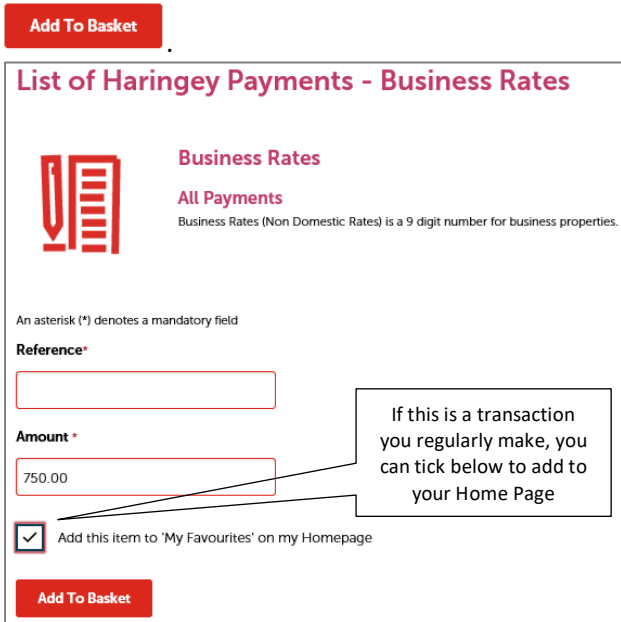 Add To Basket
.
List of Haringey Payments - Business Rates
Business Rates
All Payments
Business Rates (Non Domestic Rates) is a 9 digit number for business properties.
An asterisk (*) denotes a mandatory field
Reference*
If this is a transaction
you regularly make, you
can tick below to add to
your Home Page
Amount *
750.00
Add this item to 'My Favourites' on my Homepage
Add To Basket